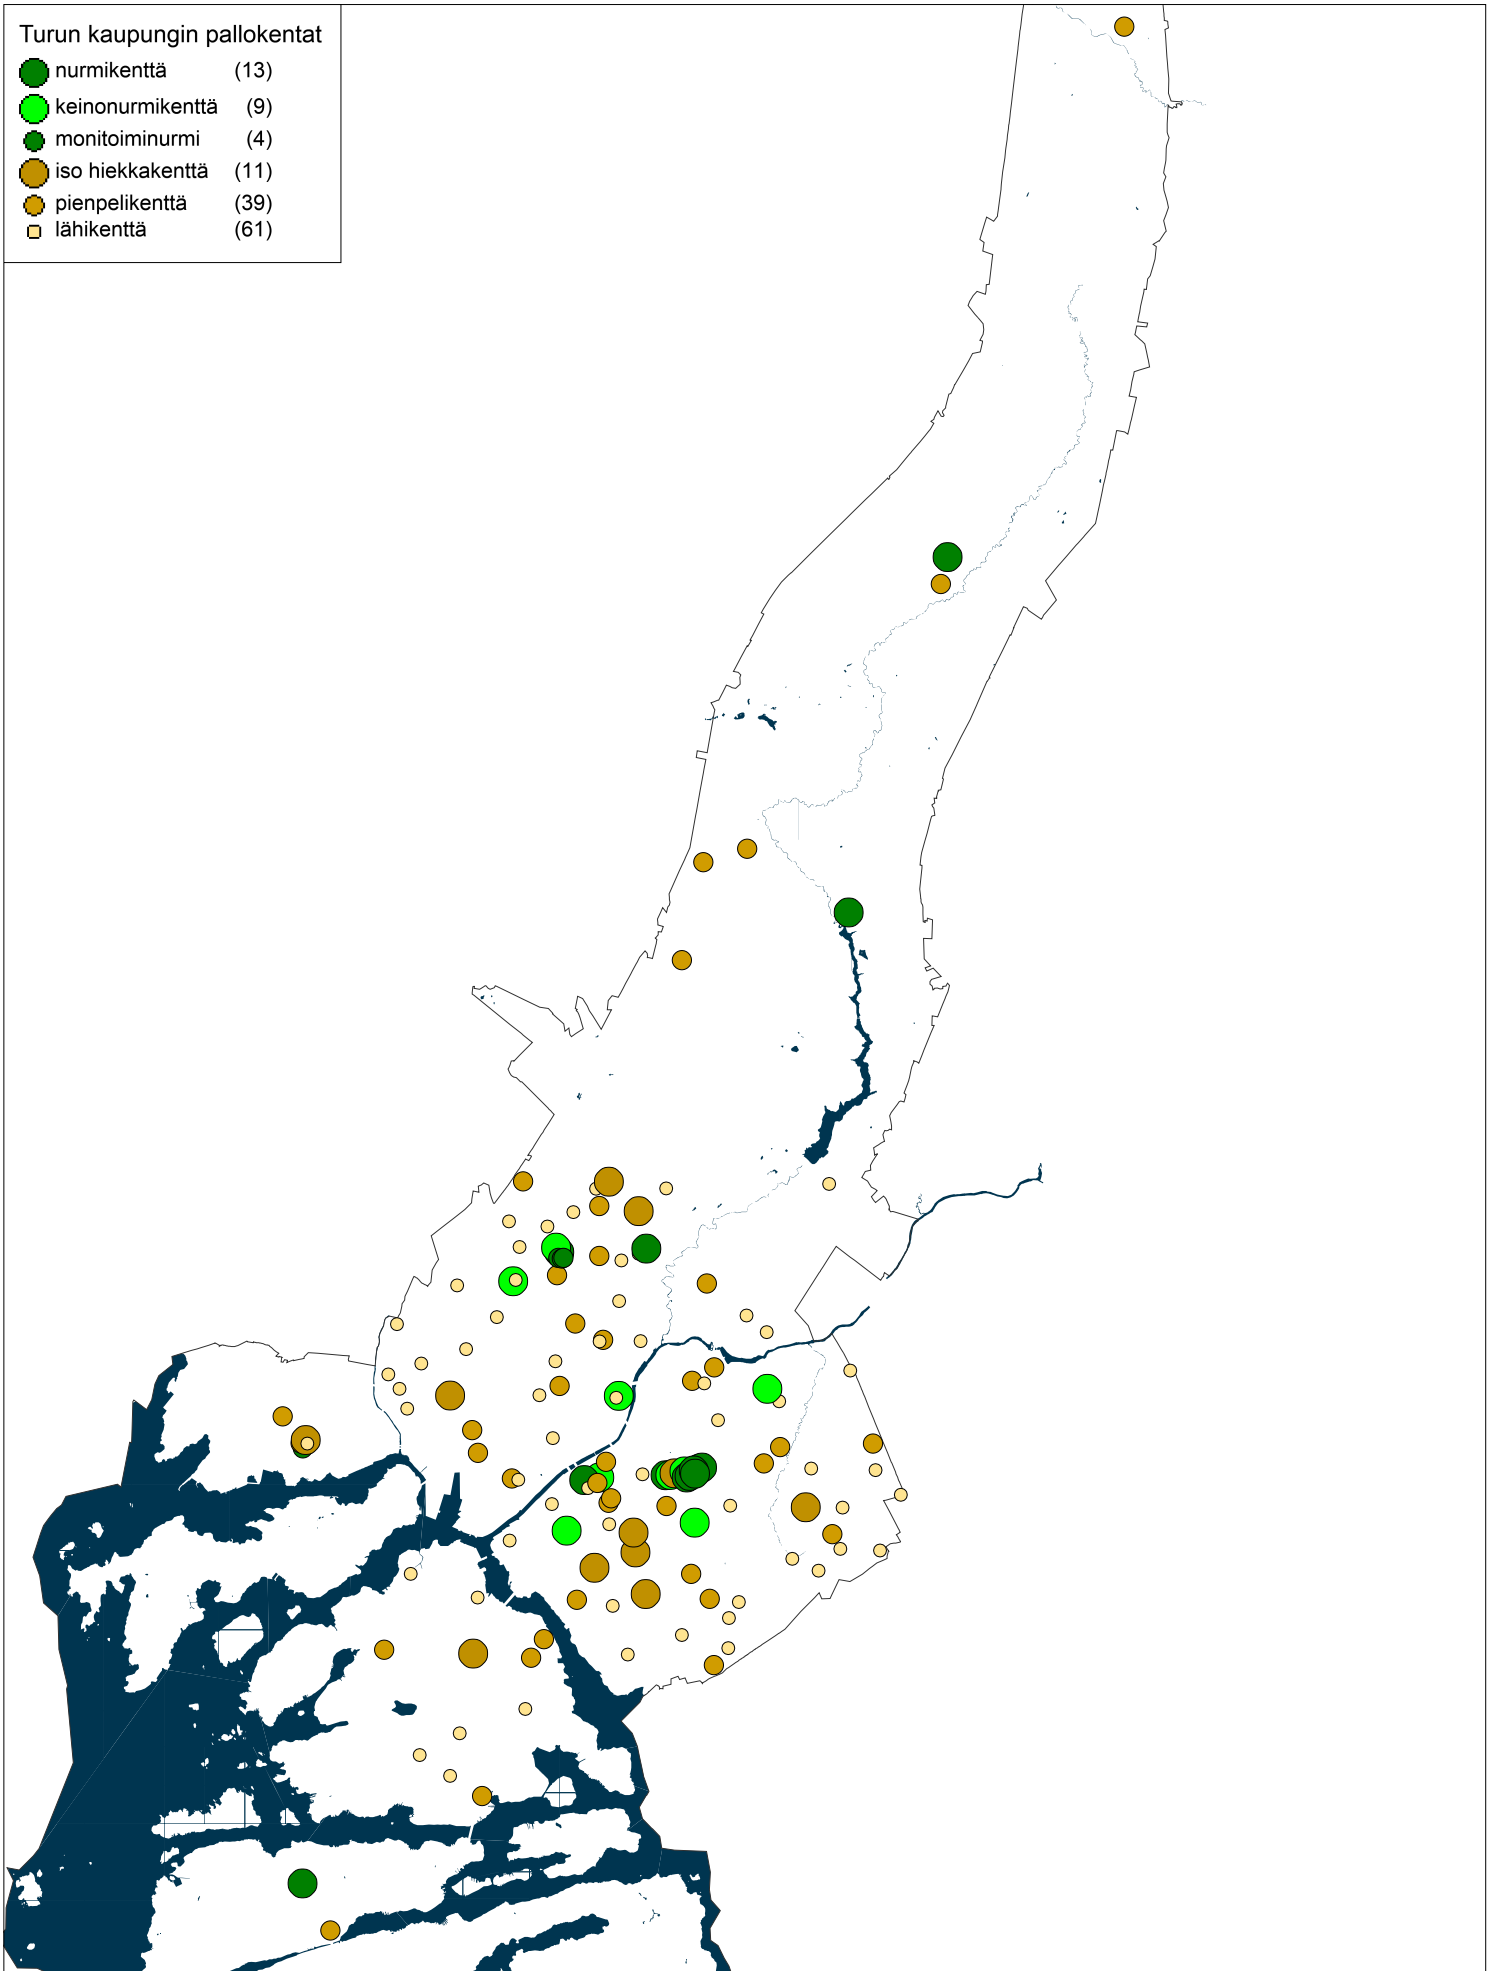 Turun kaupungin pallokentat
nurmikenttä (13)
keinonurmikenttä (9)
monitoiminurmi (4)
iso hiekkakenttä (11)
pienpelikenttä (39)
lähikenttä (61)